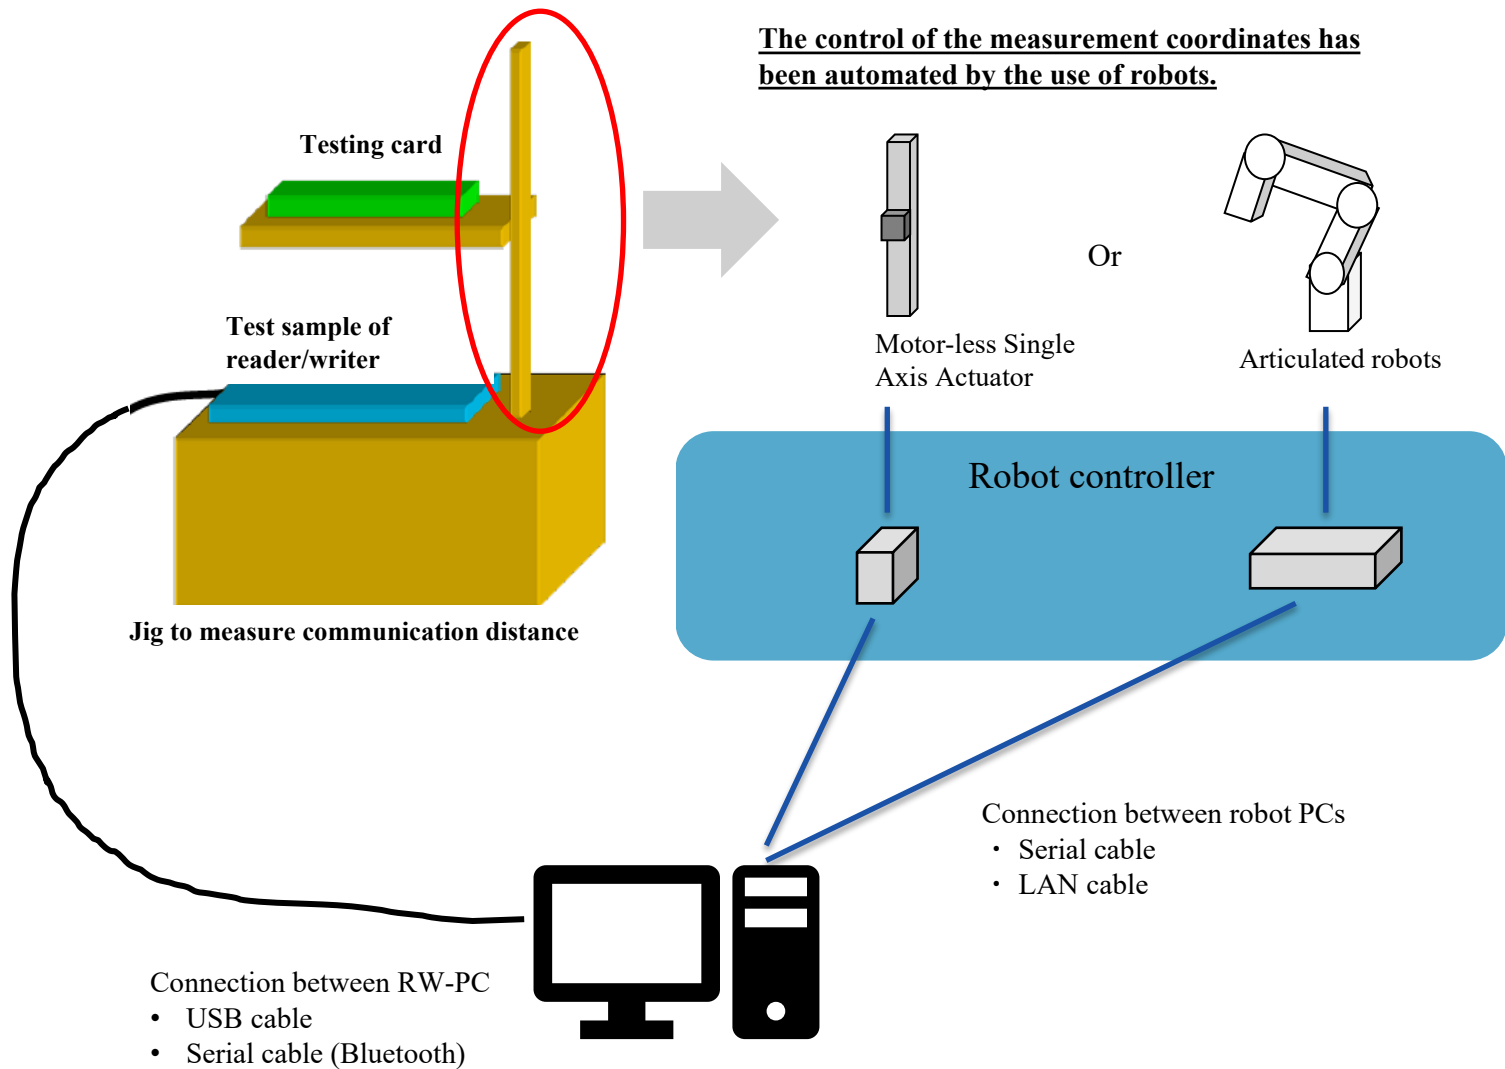 The control of the measurement coordinates has
been automated by the use of robots.
Testing card
Or
Test sample of
reader/writer
Motor-less Single
Axis Actuator
Articulated robots
Robot controller
Jig to measure communication distance
Connection between robot PCs
・ Serial cable
・ LAN cable
Connection between RW-PC
• USB cable
• Serial cable (Bluetooth)